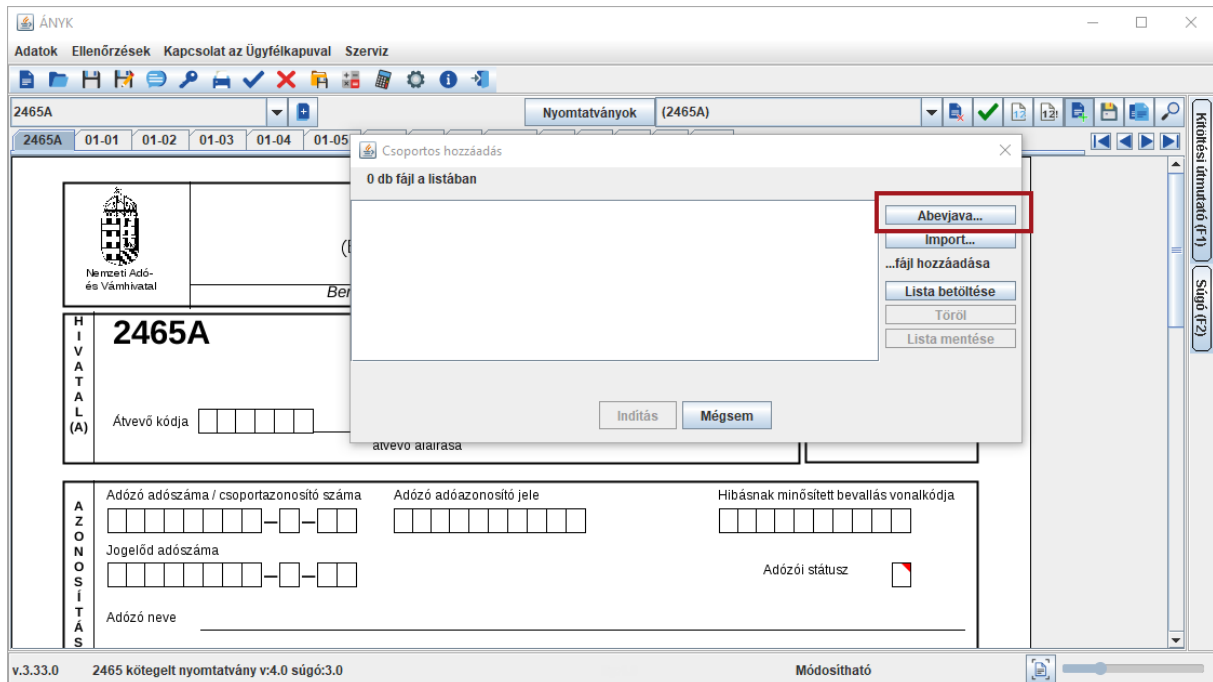 ÁNYK
Adatok Ellenőrzések Kapcsolat az Ügyfélkapuval Szerviz
2465A Nyomtatványok (2465A)
2465A 01-01 01-02 01-03 01-04 01-05
Csoportos hozzáadás
0 db fájl a listában
Abevjava...
Import...
...fájl hozzáadása
Lista betöltése
Töröl
Lista mentése
Indítás Mégsem
Nemzeti Adó-
és Vámhivatal
HIVATAL
(A)
2465A
Átvevő kódja
átvevő aláírása
AZONOSÍTÁS
Adózó adószáma / csoportazonosító száma Adózó adóazonosító jele Hibásnak minősített bevallás vonalkódja
Jogelőd adószáma
Adózói státusz
Adózó neve
Kitöltési útmutató (F1)
Súgó (F2)
v.3.33.0 2465 kötegelt nyomtatvány v:4.0 súgó:3.0 Módosítható